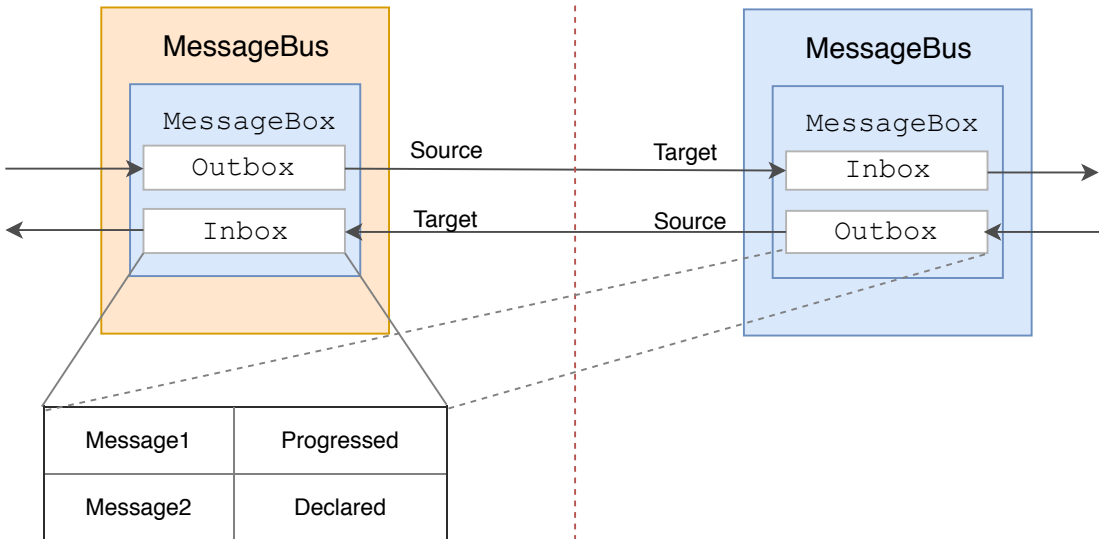 MessageBus
MessageBus
MessageBox
MessageBox
Outbox
Source
Target
Inbox
Inbox
Target
Source
Outbox
Message1
Progressed
Message2
Declared